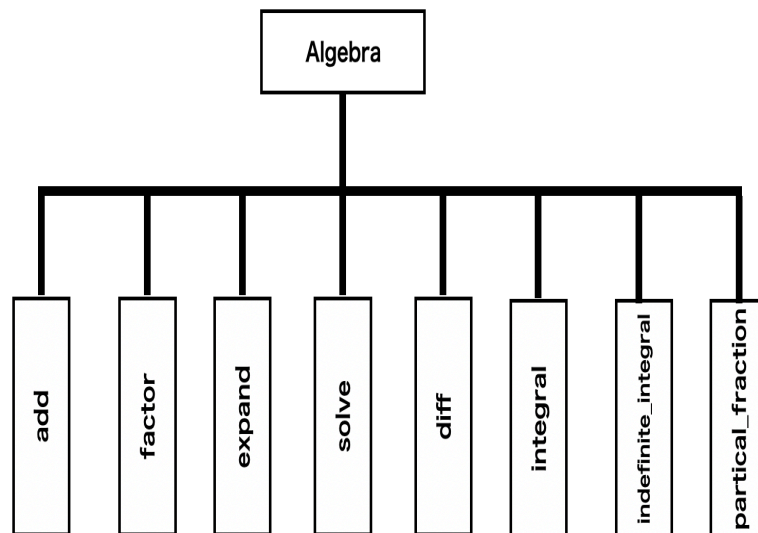 Algebra
add
factor
expand
solve
diff
integral
indefinite_integral
partical_fraction